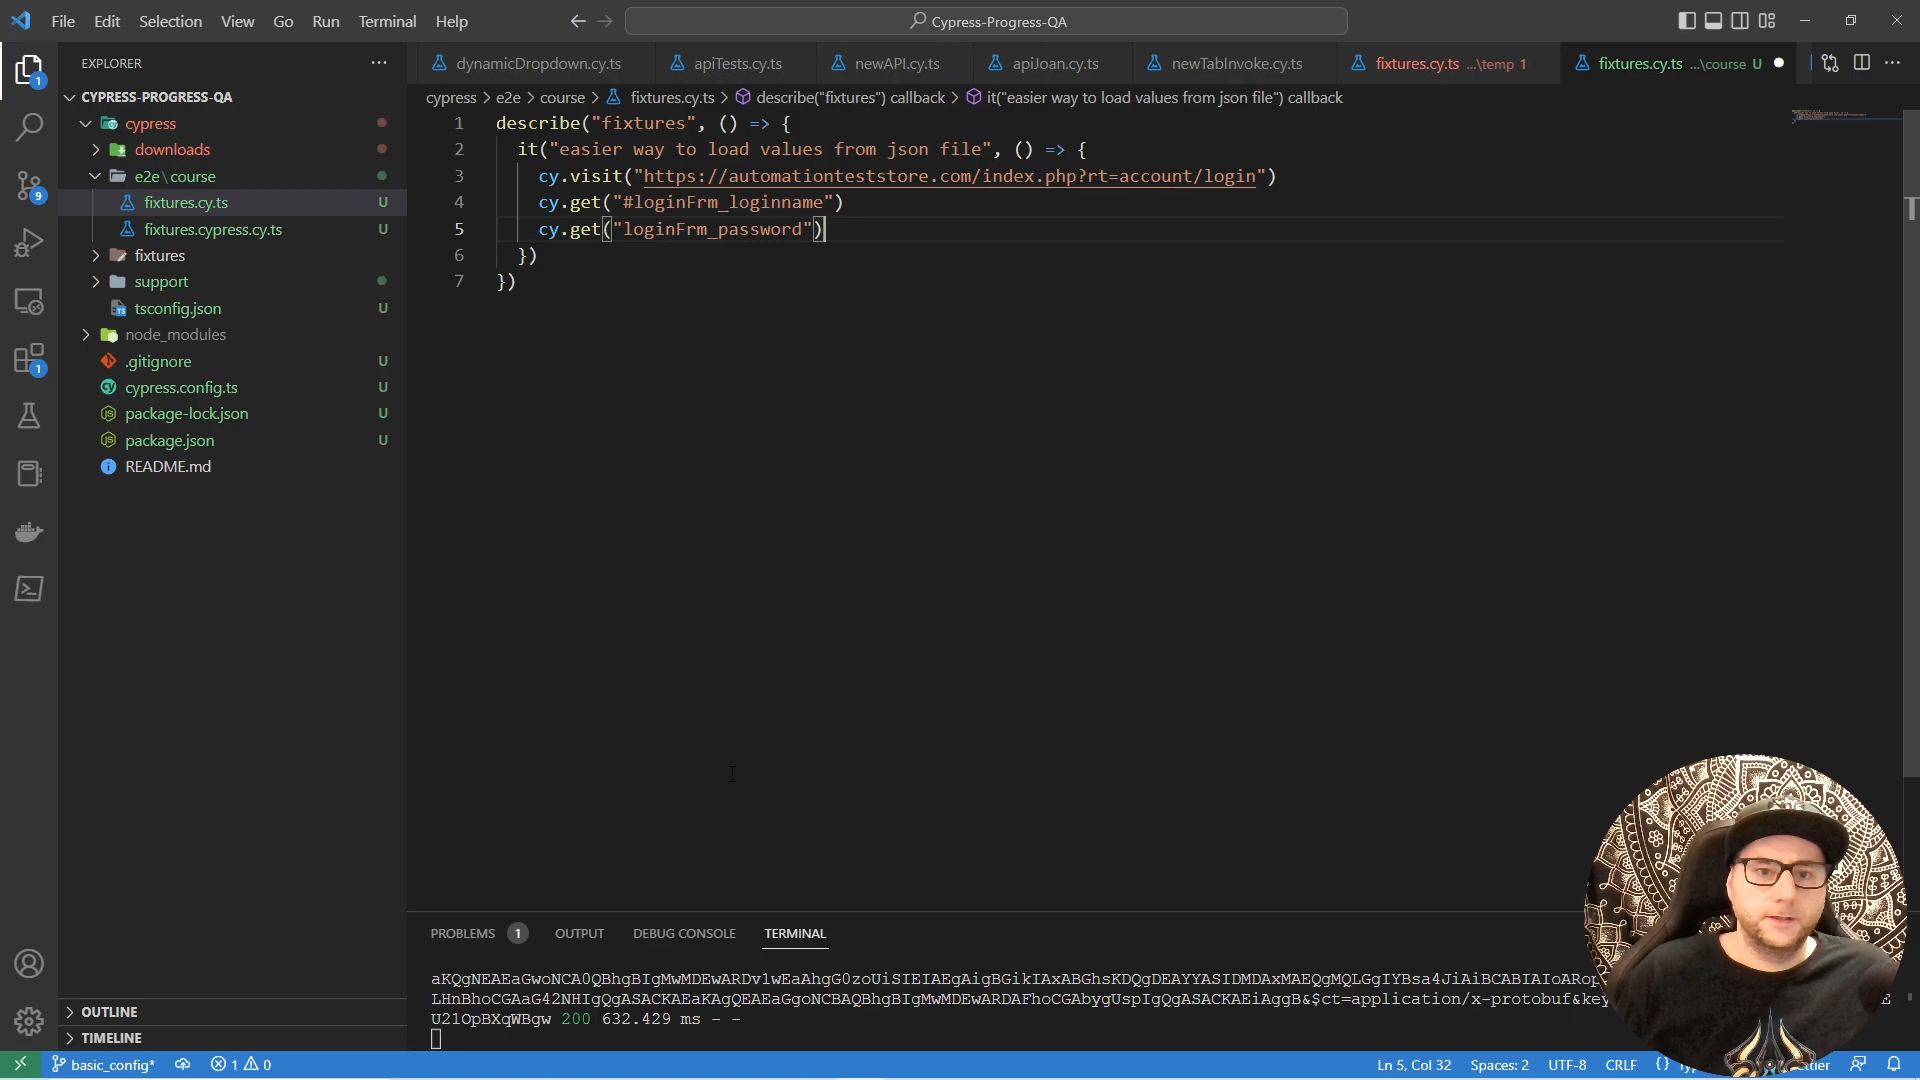 File Edit Selection View Go Run Terminal Help
Cypress-Progress-QA
EXPLORER
dynamicDropdown.cy.ts
apiTests.cy.ts
newAPI.cy.ts
apiJoan.cy.ts
newTabInvoke.cy.ts
fixtures.cy.ts ...\temp 1
fixtures.cy.ts ...\course U
cypress > e2e > course > fixtures.cy.ts > describe("fixtures") callback > it("easier way to load values from json file") callback
CYPRESS-PROGRESS-QA
cypress
downloads
e2e\course
fixtures.cy.ts U
fixtures.cypress.cy.ts U
fixtures
support
tsconfig.json U
node_modules
.gitignore U
cypress.config.ts U
package-lock.json U
package.json U
README.md
1
9
1
1 describe("fixtures", () => {
2 it("easier way to load values from json file", () => {
3 cy.visit("https://automationteststore.com/index.php?rt=account/login")
4 cy.get("#loginFrm_loginname")
5 cy.get("loginFrm_password")
6 })
7 })
PROBLEMS 1 OUTPUT DEBUG CONSOLE TERMINAL
U21OpBXqWBgw 200 632.429 ms - -
OUTLINE
TIMELINE
basic_config* 1 0
Ln 5, Col 32 Spaces: 2 UTF-8 CRLF {}